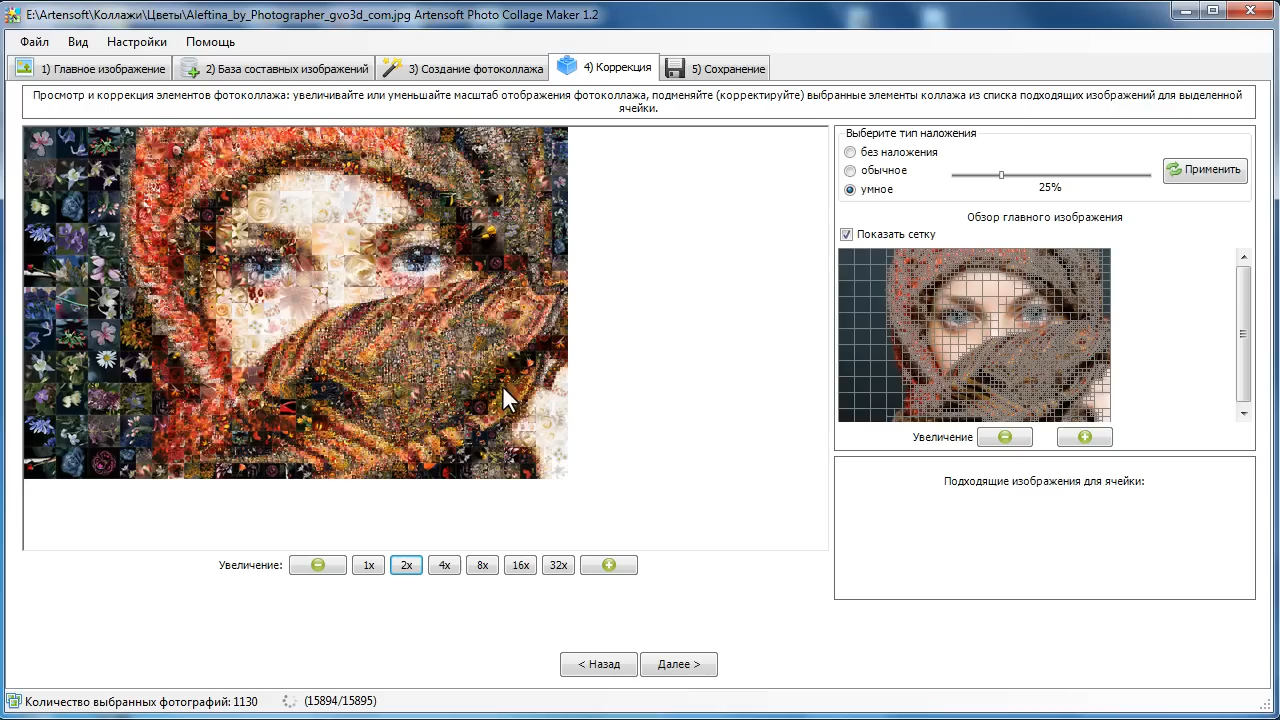 E:\Artensoft\Коллажи\Цветы\Aleftina_by_Photographer_gvo3d_com.jpg Artensoft Photo Collage Maker 1.2
Файл Вид Настройки Помощь
1) Главное изображение 2) База составных изображений 3) Создание фотоколлажа 4) Коррекция 5) Сохранение
Просмотр и коррекция элементов фотоколлажа: увеличивайте или уменьшайте масштаб отображения фотоколлажа, подменяйте (корректируйте) выбранные элементы коллажа из списка подходящих изображений для выделенной
ячейки.
Выберите тип наложения
без наложения
обычное
умное
25%
Применить
Обзор главного изображения
Показать сетку
Увеличение
Подходящие изображения для ячейки:
Увеличение: 1x 2x 4x 8x 16x 32x
< Назад Далее >
Количество выбранных фотографий: 1130 (15894/15895)